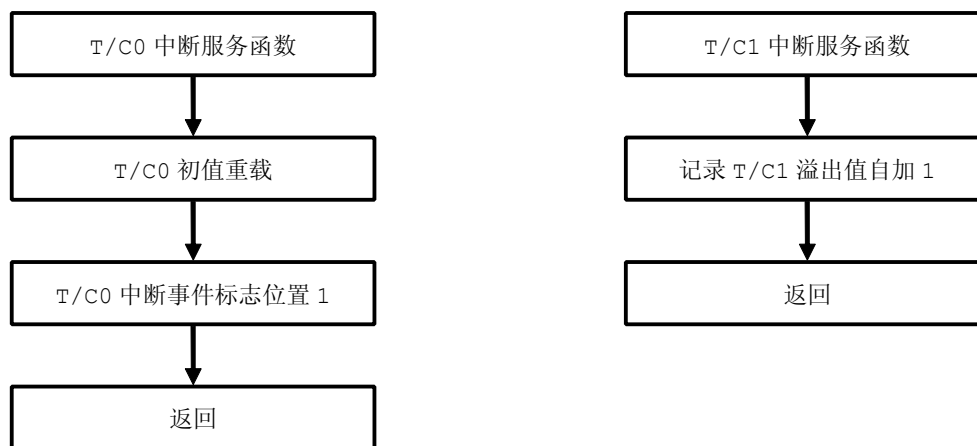 T/C0 中断服务函数
T/C0 初值重载
T/C0 中断事件标志位置 1
返回
T/C1 中断服务函数
记录 T/C1 溢出值自加 1
返回